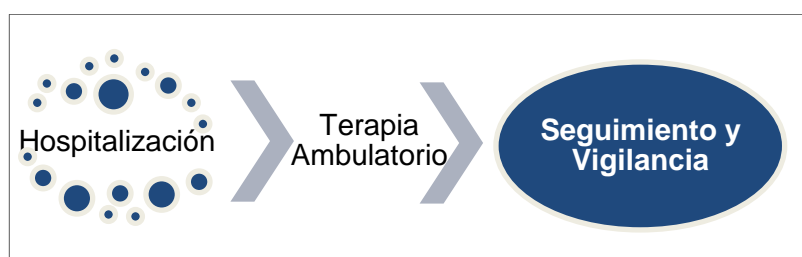 Hospitalización
Terapia
Ambulatorio
Seguimiento y
Vigilancia